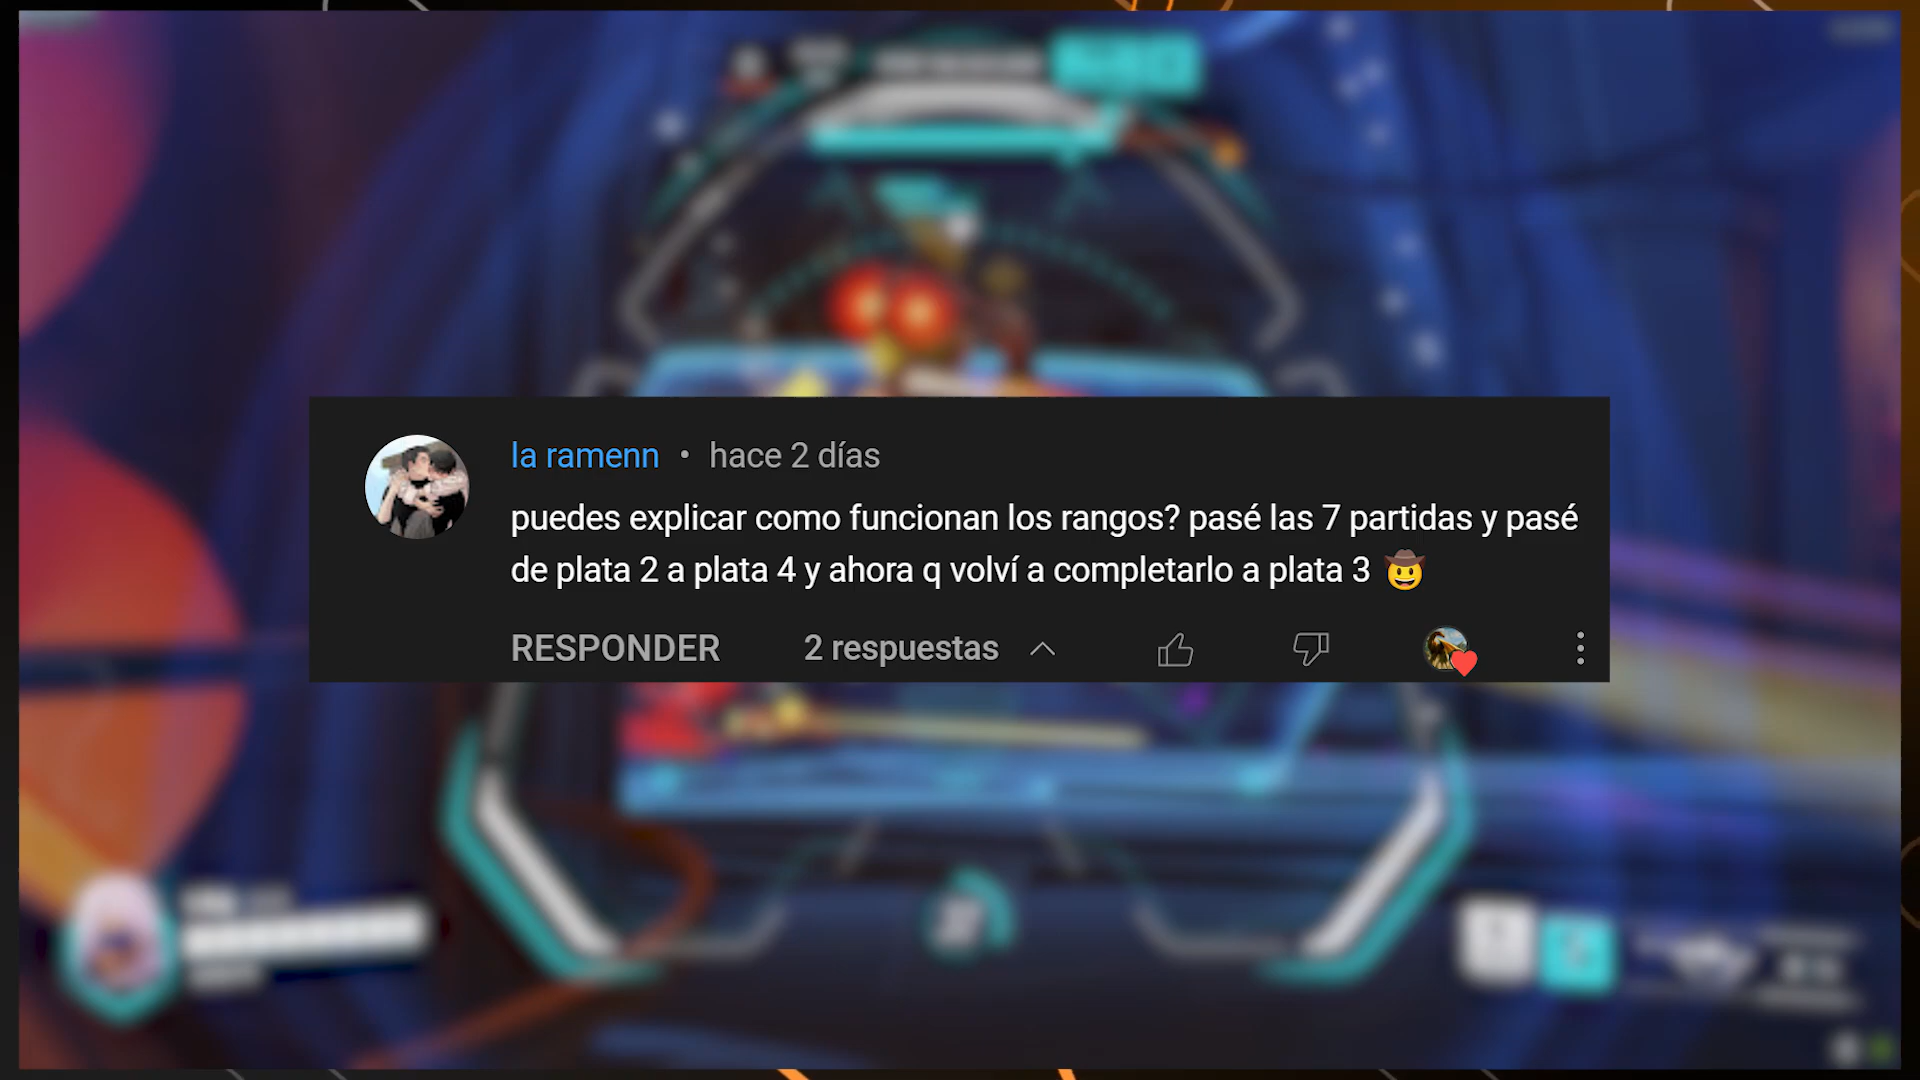 la ramenn • hace 2 días
puedes explicar como funcionan los rangos? pasé las 7 partidas y pasé
de plata 2 a plata 4 y ahora q volví a completarlo a plata 3 🤠
RESPONDER 2 respuestas